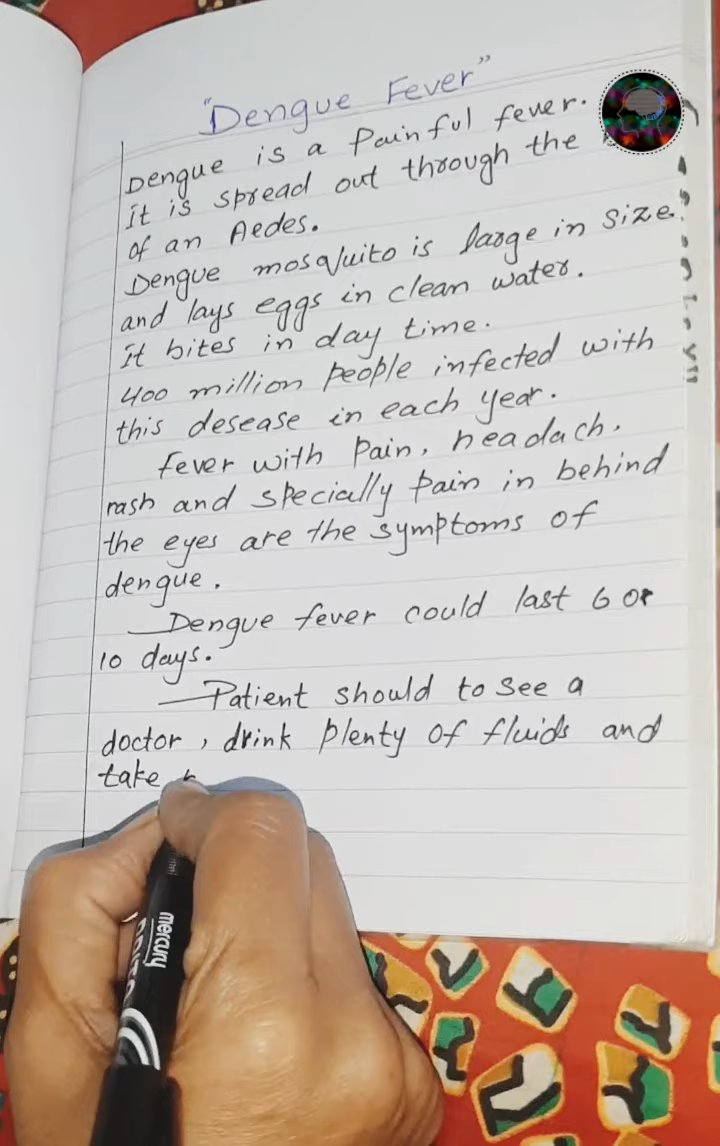 "Dengue Fever"
Dengue is a Painful fever.
it is spread out through the
of an Aedes.
Dengue mosquito is large in size
and lays eggs in clean water.
it bites in day time.
400 million people infected with
this desease in each year.
fever with Pain, headach,
rash and specially pain in behind
the eyes are the symptoms of
dengue.
Dengue fever could last 6 or
10 days.
Patient should to see a
doctor, drink plenty of fluids and
take
mercury